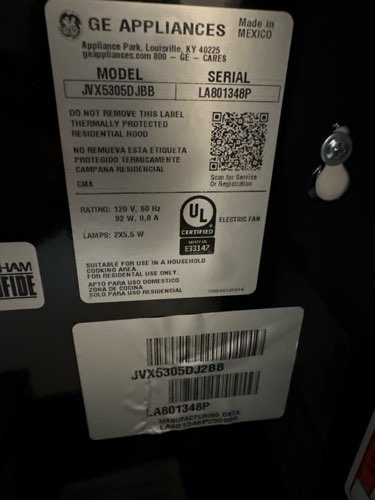 GE APPLIANCES
Made in
MEXICO
Appliance Park, Louisville, KY 40225
geappliances.com 800 - GE - CARES
MODEL SERIAL
JVX5305DJBB LA801348P
DO NOT REMOVE THIS LABEL
THERMALLY PROTECTED
RESIDENTIAL HOOD
NO REMUEVA ESTA ETIQUETA
PROTEGIDO TERMICAMENTE
CAMPANA RESIDENCIAL
CMA
Scan for Service
Or Registration
RATING: 120 V, 60 Hz
92 W, 0,8 A
LAMPS: 2X5.5 W
UL
CERTIFIED
SAFETY US
E33147
ELECTRIC FAN
SUITABLE FOR USE IN A HOUSEHOLD
COOKING AREA.
FOR RESIDENTIAL USE ONLY.
APTO PARA USO DOMESTICO
ZONA DE COCINA
SOLO PARA USO RESIDENCIAL
HAM
FIDE
JVX5305DJ2BB
LA801348P
MANUFACTURING DATA